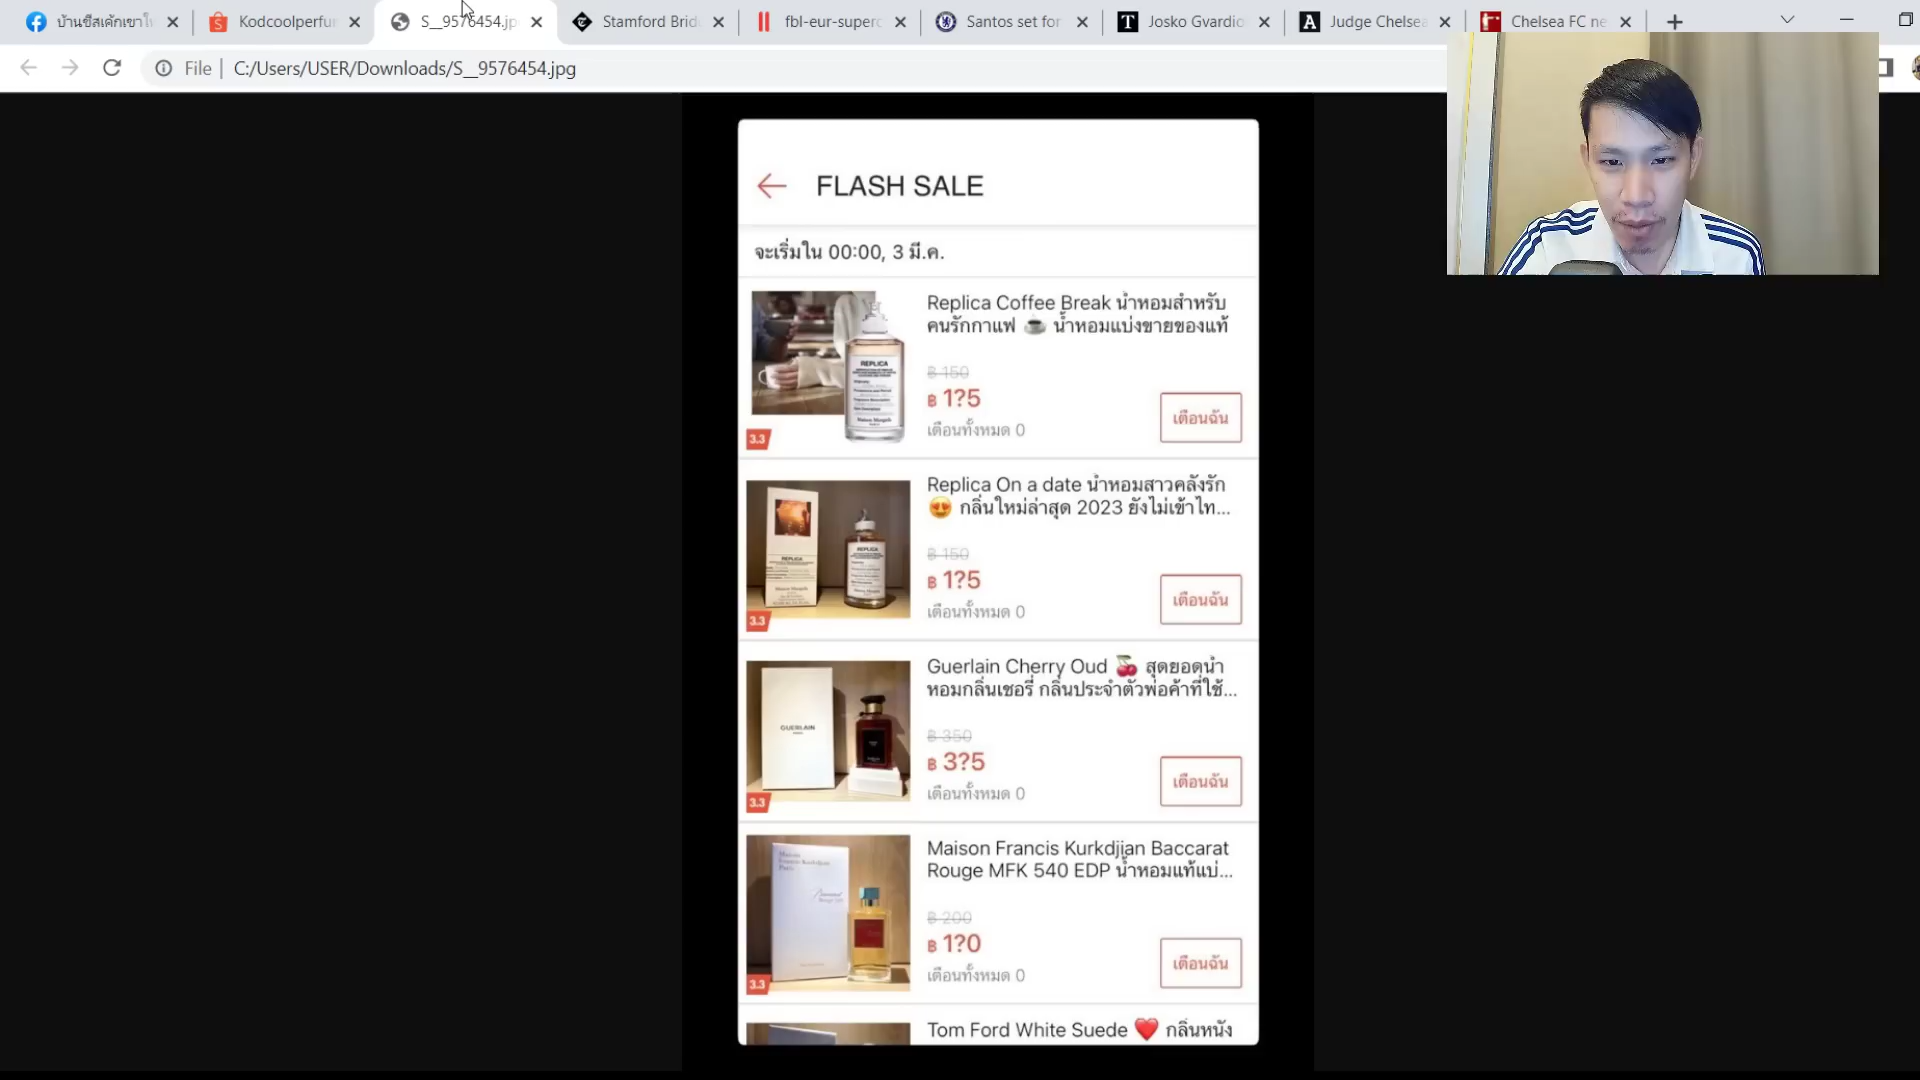 บ้านซีสเค้กเขาใ
Kodcoolperfu
S__9576454.jp
Stamford Brid
fbl-eur-superc
Santos set for
Josko Gvardio
Judge Chelsea
Chelsea FC ne
File
C:/Users/USER/Downloads/S__9576454.jpg
FLASH SALE
จะเริ่มใน 00:00, 3 มี.ค.
Replica Coffee Break น้ำหอมสำหรับ
คนรักกาแฟ ☕ น้ำหอมแบ่งขายของแท้
฿ 150
฿ 1?5
เตือนทั้งหมด 0
เตือนฉัน
REPLICA
3.3
Replica On a date น้ำหอมสาวคลั่งรัก
😍 กลิ่นใหม่ล่าสุด 2023 ยังไม่เข้าไท...
฿ 150
฿ 1?5
เตือนทั้งหมด 0
เตือนฉัน
REPLICA
REPLICA
3.3
Guerlain Cherry Oud 🍒 สุดยอดน้ำ
หอมกลิ่นเชอรี่ กลิ่นประจำตัวพ่อค้าที่ใช้...
฿ 350
฿ 3?5
เตือนทั้งหมด 0
เตือนฉัน
GUERLAIN
3.3
Maison Francis Kurkdjian Baccarat
Rouge MFK 540 EDP น้ำหอมแท้แบ่...
฿ 200
฿ 1?0
เตือนทั้งหมด 0
เตือนฉัน
Maison
Francis Kurkdjian
Paris
3.3
Tom Ford White Suede ❤️ กลิ่นหนัง